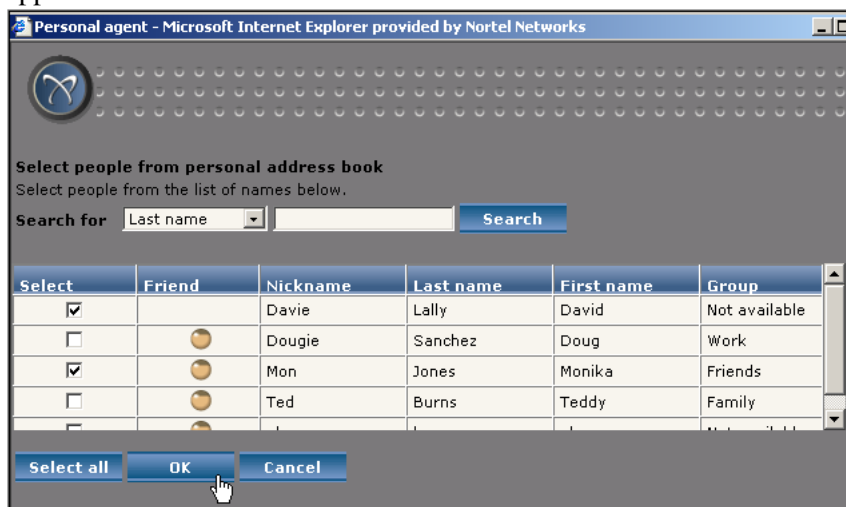 Personal agent - Microsoft Internet Explorer provided by Nortel Networks
Select people from personal address book
Select people from the list of names below.
Search for Last name Search
Select Friend Nickname Last name First name Group
Davie Lally David Not available
Dougie Sanchez Doug Work
Mon Jones Monika Friends
Ted Burns Teddy Family
Select all OK Cancel